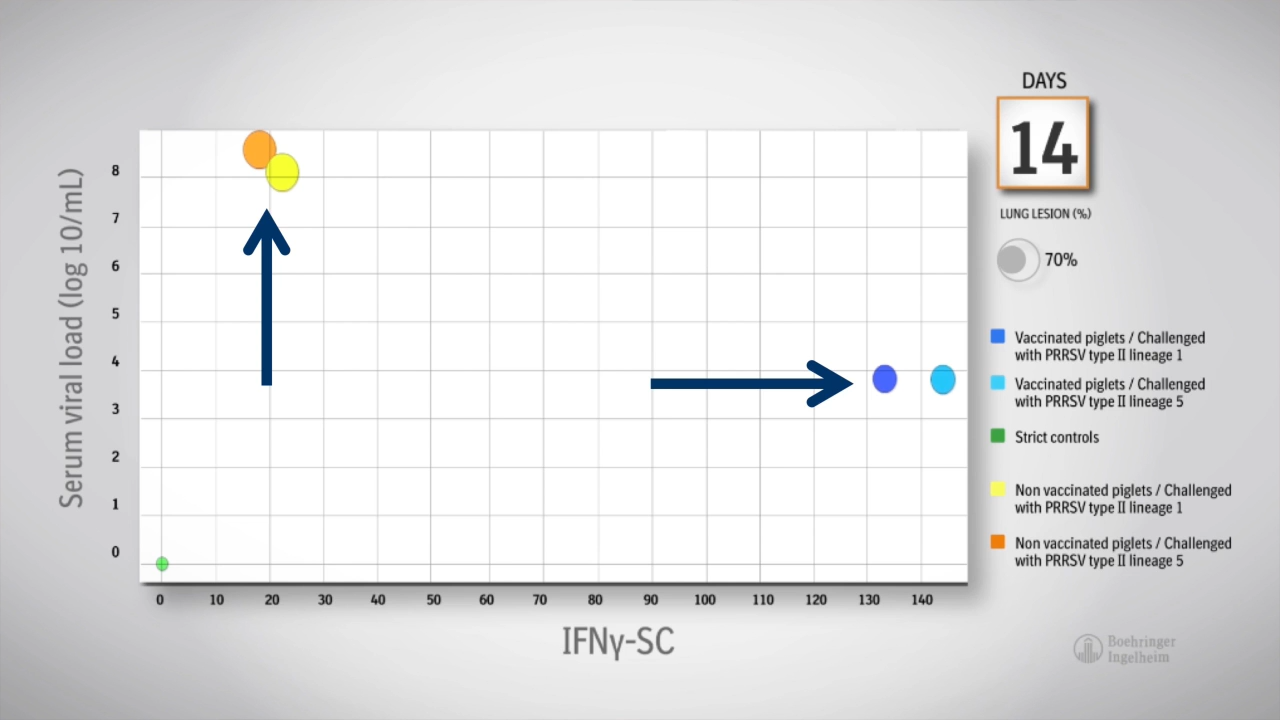 DAYS
14
LUNG LESION (%)
70%
Serum viral load (log 10/mL)
8
7
6
5
4
3
2
1
0
0 10 20 30 40 50 60 70 80 90 100 110 120 130 140
IFNγ-SC
Vaccinated piglets / Challenged
with PRRSV type II lineage 1
Vaccinated piglets / Challenged
with PRRSV type II lineage 5
Strict controls
Non vaccinated piglets / Challenged
with PRRSV type II lineage 1
Non vaccinated piglets / Challenged
with PRRSV type II lineage 5
Boehringer
Ingelheim